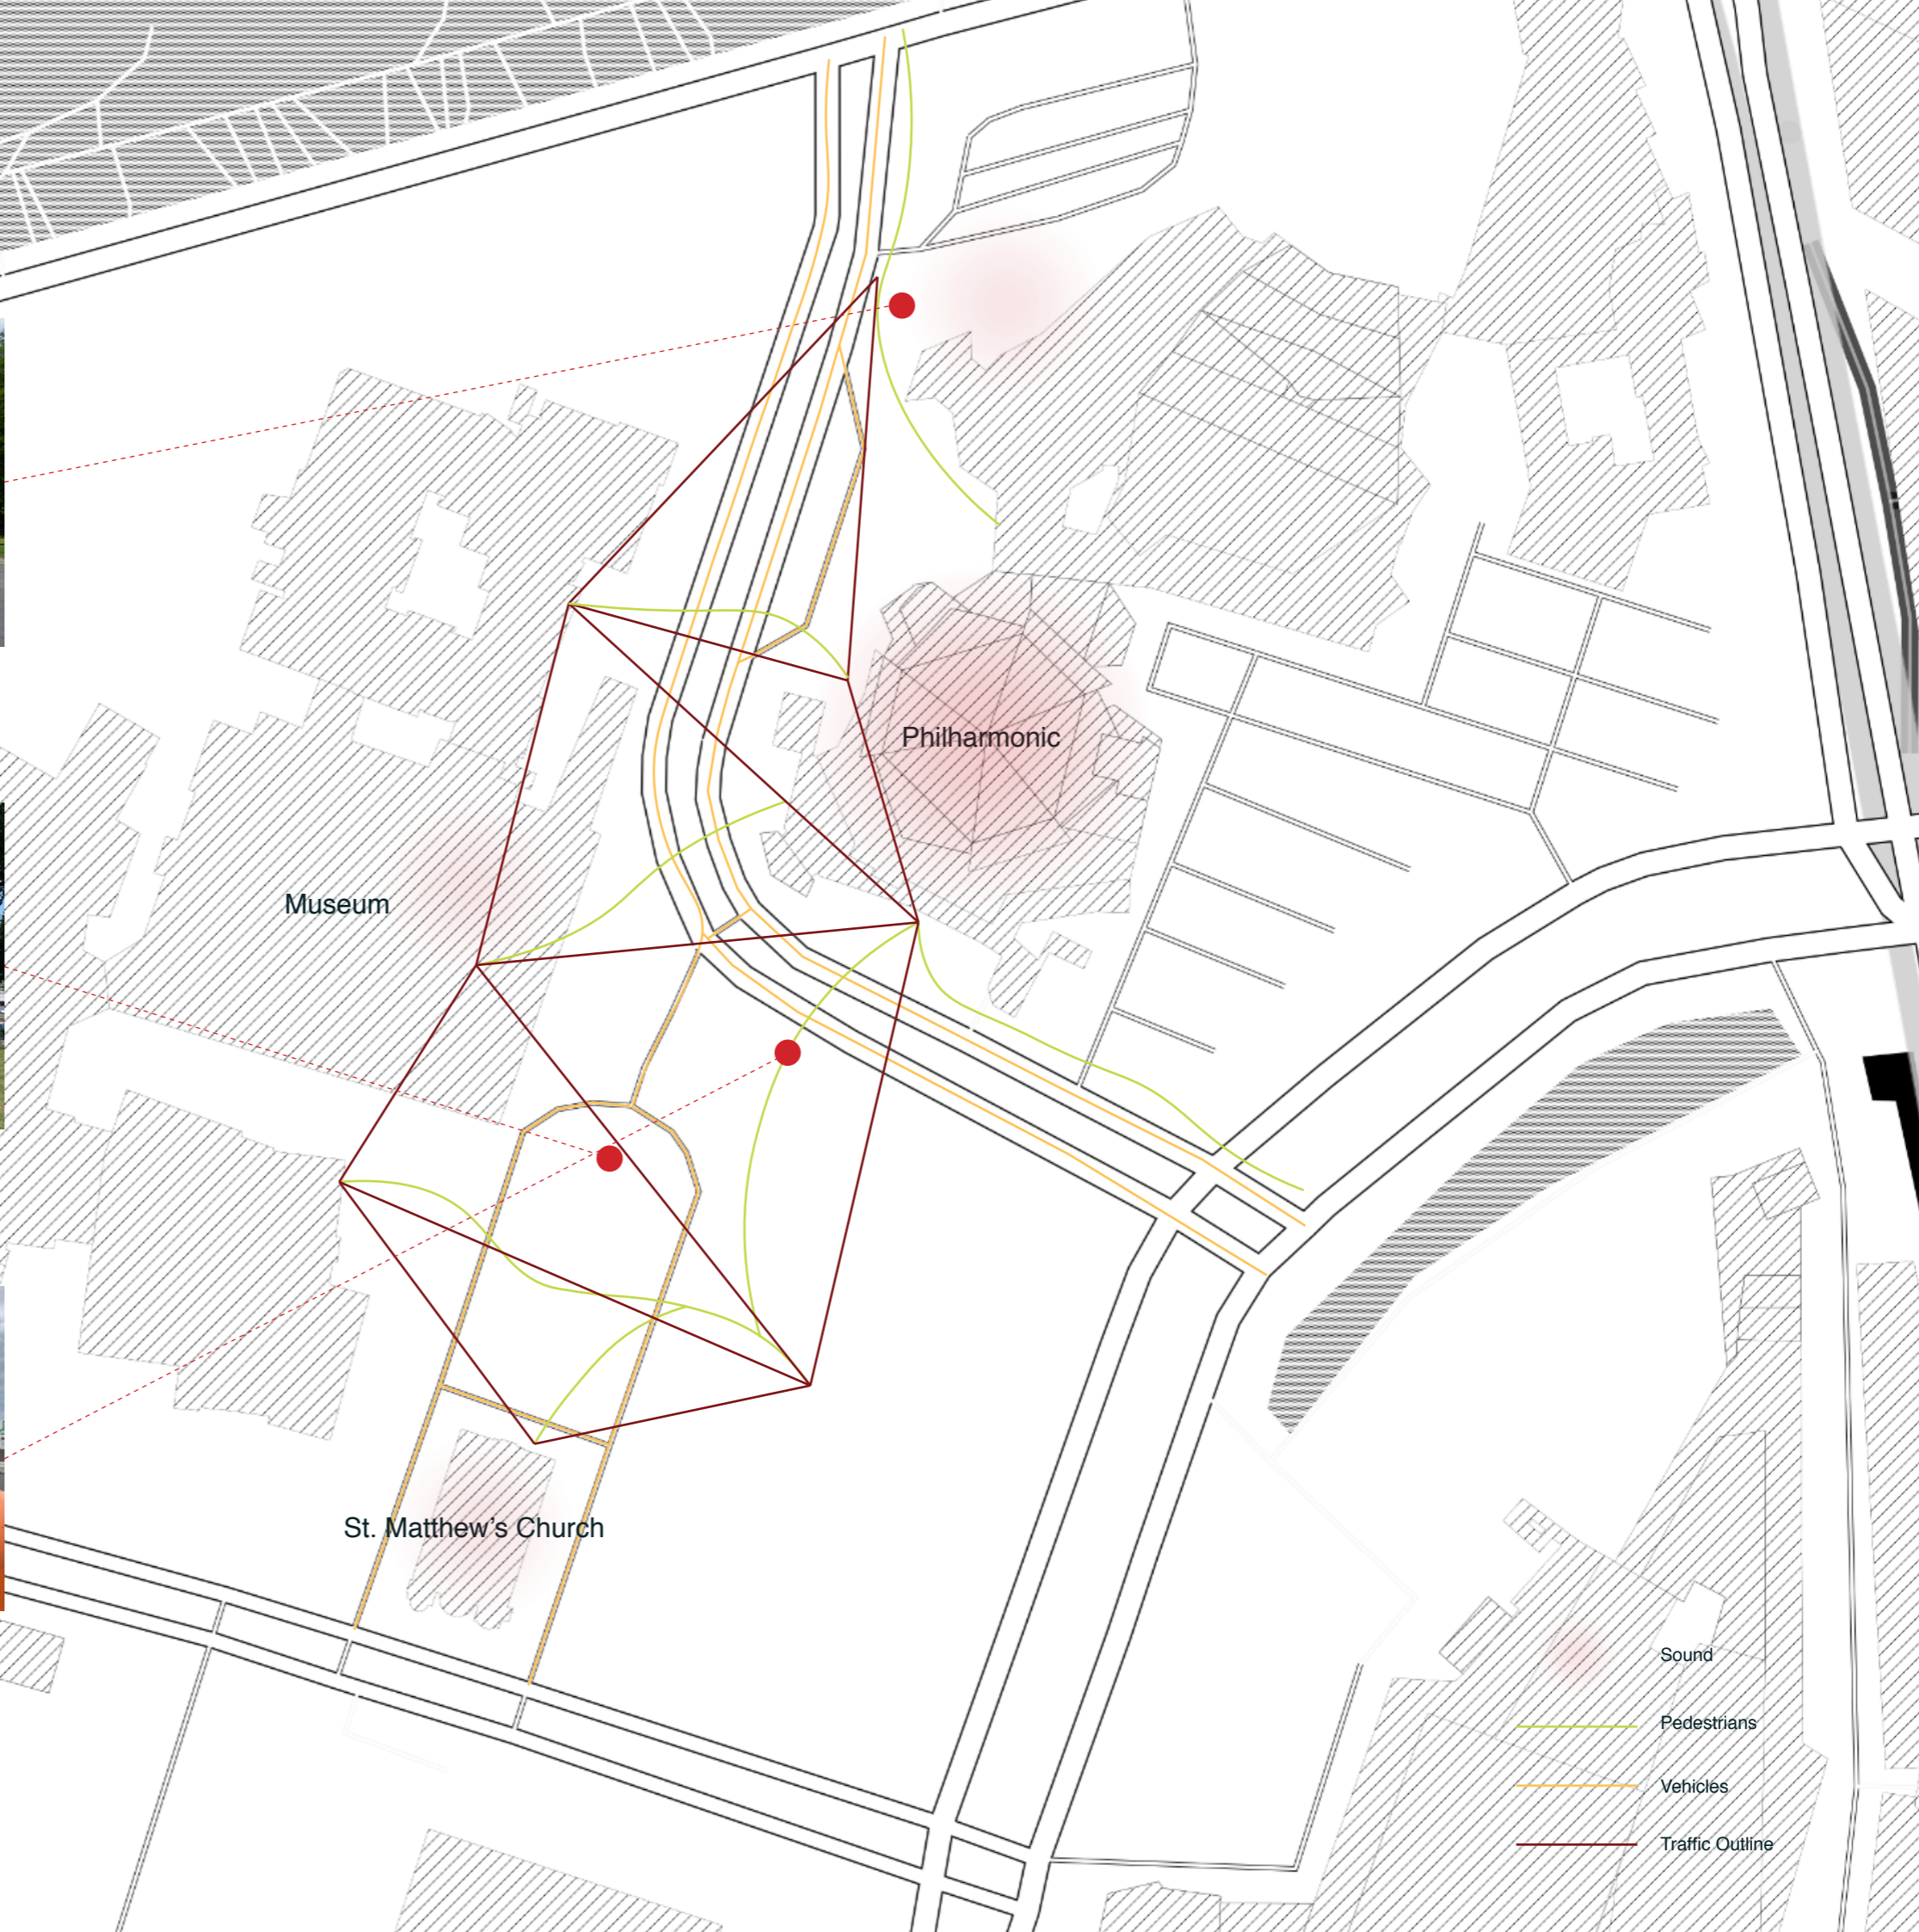 Philharmonic
Museum
St. Matthew’s Church
Sound
Pedestrians
Vehicles
Traffic Outline